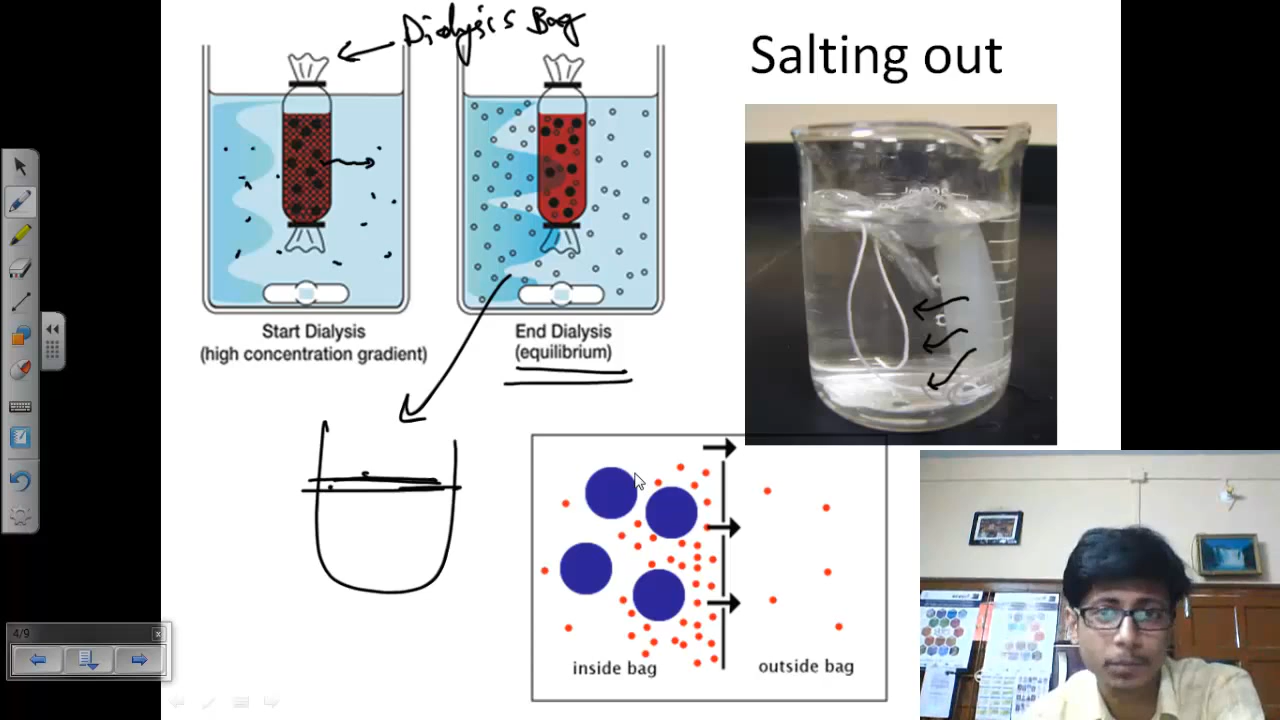 Dialysis Bag
Salting out
Start Dialysis
(high concentration gradient)
End Dialysis
(equilibrium)
inside bag
outside bag
4/9
x